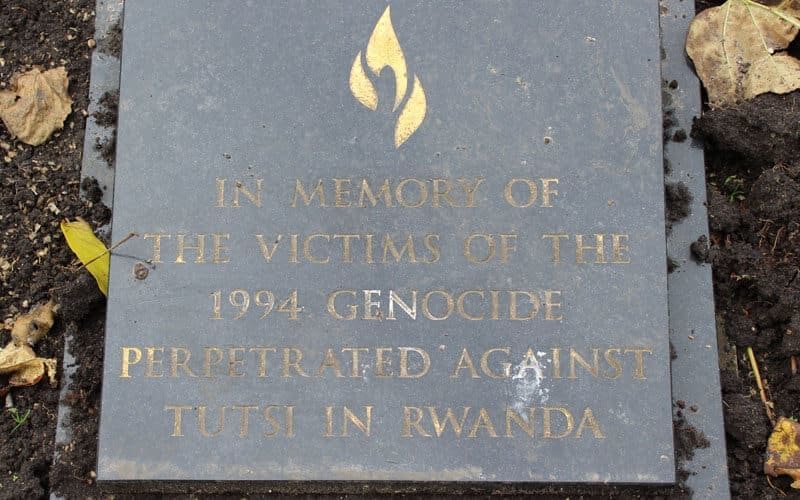 IN MEMORY OF
THE VICTIMS OF THE
1994 GENOCIDE
PERPETRATED AGAINST
TUTSI IN RWANDA